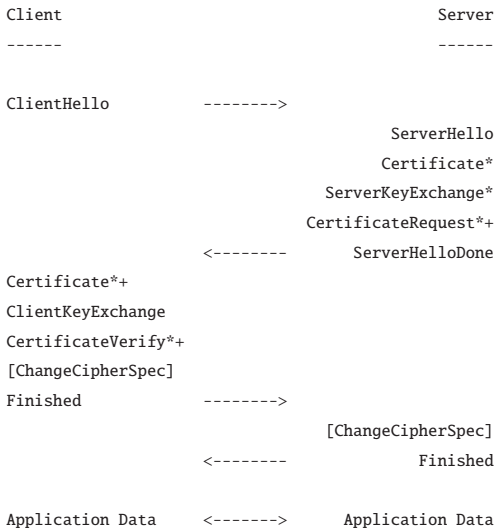 Client Server
------ ------
ClientHello -------->
ServerHello
Certificate*
ServerKeyExchange*
CertificateRequest*+
<-------- ServerHelloDone
Certificate*+
ClientKeyExchange
CertificateVerify*+
[ChangeCipherSpec]
Finished -------->
[ChangeCipherSpec]
<-------- Finished
Application Data <-------> Application Data